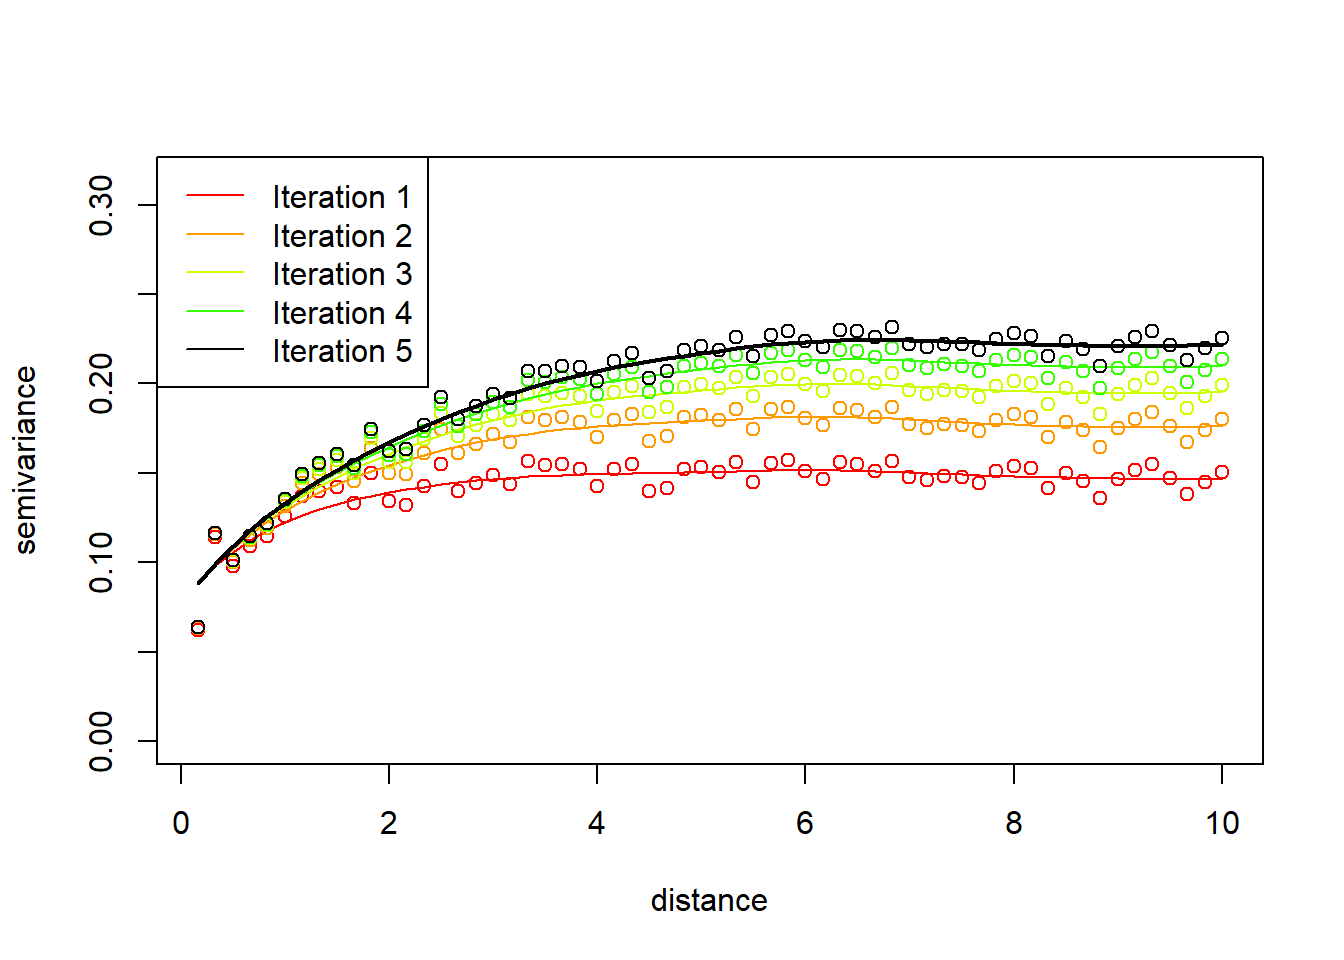 Iteration 1
Iteration 2
Iteration 3
Iteration 4
Iteration 5
semivariance
0.30
0.20
0.10
0.00
0 2 4 6 8 10
distance